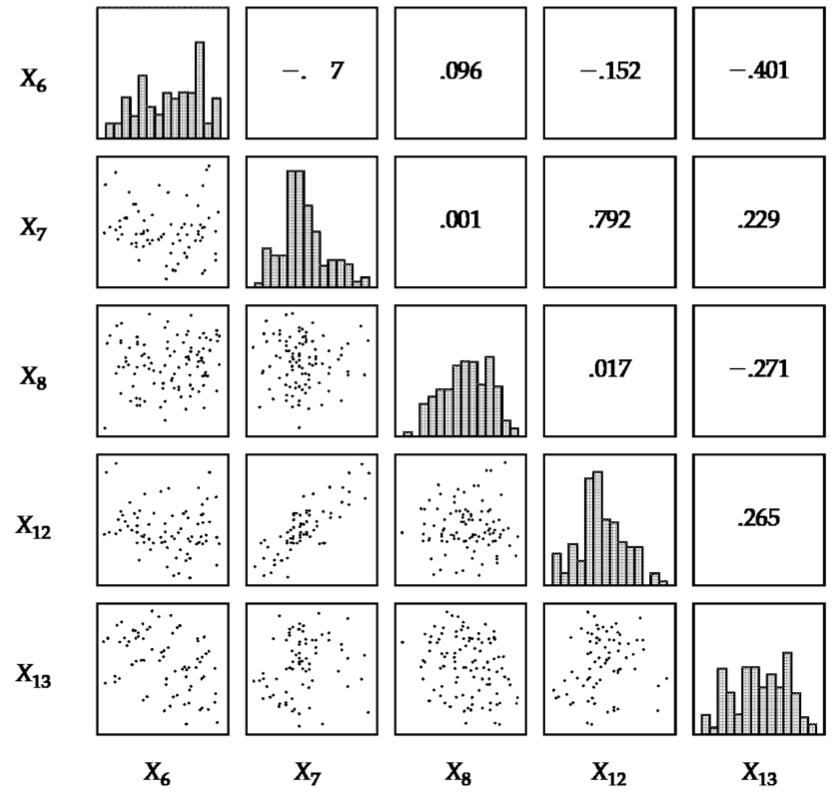 X6 −. 7 .096 −.152 −.401
X7 .001 .792 .229
X8 .017 −.271
X12 .265
X13
X6 X7 X8 X12 X13